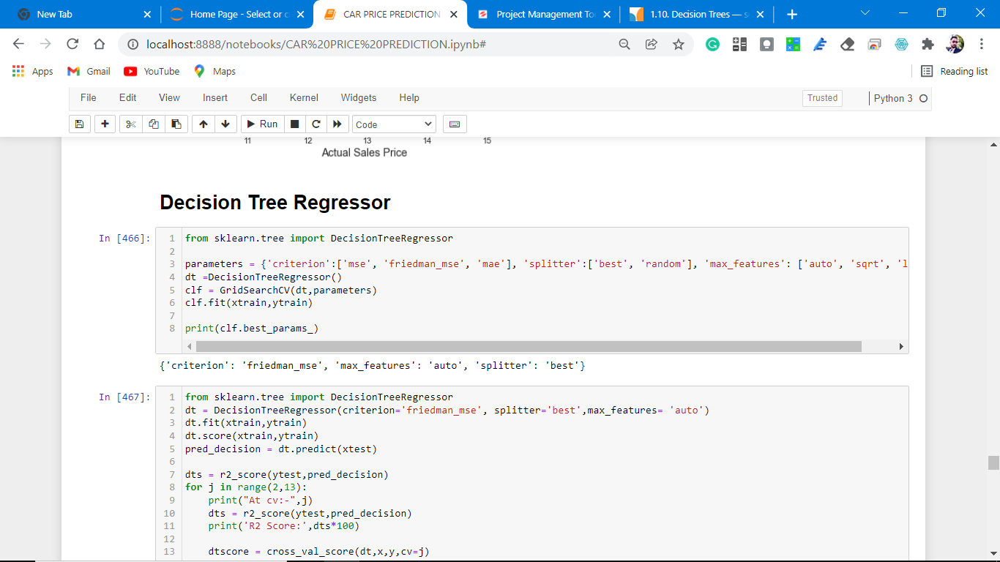 New Tab
Home Page - Select or c
CAR PRICE PREDICTION
Project Management To
1.10. Decision Trees — s
localhost:8888/notebooks/CAR%20PRICE%20PREDICTION.ipynb#
Apps Gmail YouTube Maps Reading list
File Edit View Insert Cell Kernel Widgets Help Trusted Python 3
Run Code
11 12 13 14 15
Actual Sales Price
Decision Tree Regressor
In [466]:
1 from sklearn.tree import DecisionTreeRegressor
2
3 parameters = {'criterion':['mse', 'friedman_mse', 'mae'], 'splitter':['best', 'random'], 'max_features': ['auto', 'sqrt', 'l
4 dt =DecisionTreeRegressor()
5 clf = GridSearchCV(dt,parameters)
6 clf.fit(xtrain,ytrain)
7
8 print(clf.best_params_)
{'criterion': 'friedman_mse', 'max_features': 'auto', 'splitter': 'best'}
In [467]:
1 from sklearn.tree import DecisionTreeRegressor
2 dt = DecisionTreeRegressor(criterion='friedman_mse', splitter='best',max_features= 'auto')
3 dt.fit(xtrain,ytrain)
4 dt.score(xtrain,ytrain)
5 pred_decision = dt.predict(xtest)
6
7 dts = r2_score(ytest,pred_decision)
8 for j in range(2,13):
9 print("At cv:-",j)
10 dts = r2_score(ytest,pred_decision)
11 print('R2 Score:',dts*100)
12
13 dtscore = cross_val_score(dt,x,y,cv=j)